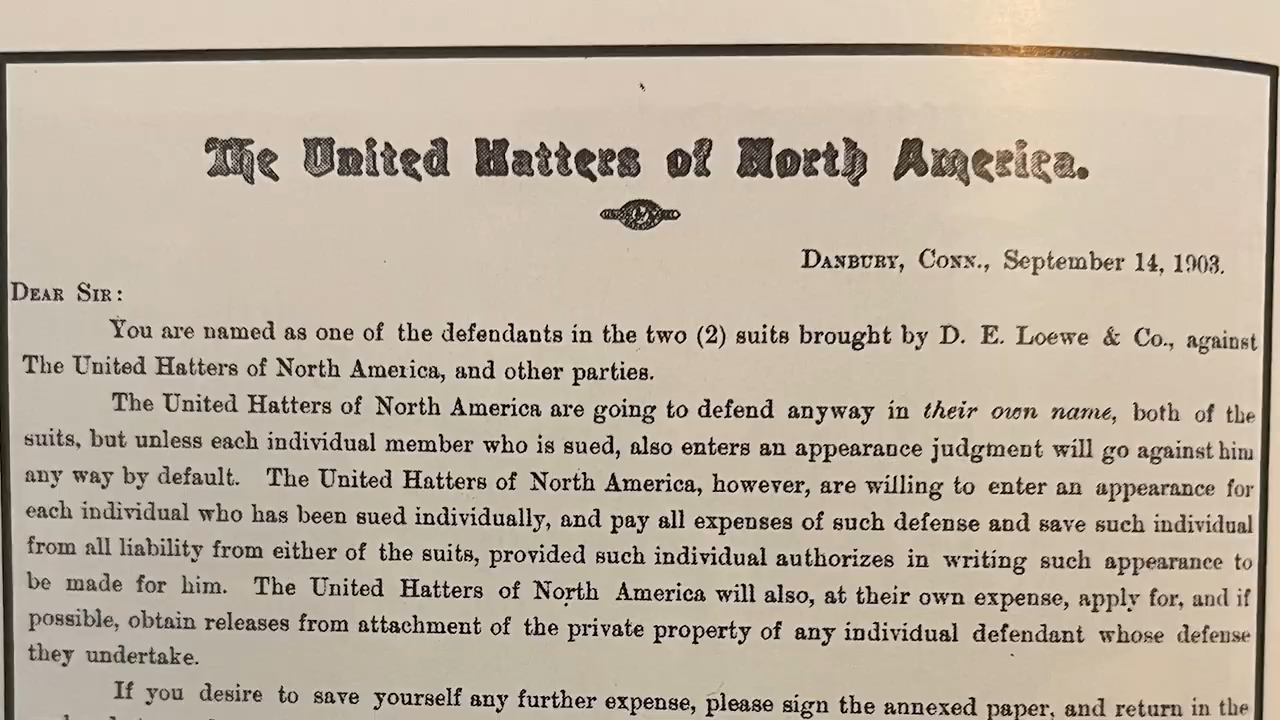 The United Hatters of North America.
DANBURY, CONN., September 14, 1903.
DEAR SIR:
You are named as one of the defendants in the two (2) suits brought by D. E. Loewe & Co., against
The United Hatters of North America, and other parties.
The United Hatters of North America are going to defend anyway in their own name, both of the
suits, but unless each individual member who is sued, also enters an appearance judgment will go against him
any way by default. The United Hatters of North America, however, are willing to enter an appearance for
each individual who has been sued individually, and pay all expenses of such defense and save such individual
from all liability from either of the suits, provided such individual authorizes in writing such appearance to
be made for him. The United Hatters of North America will also, at their own expense, apply for, and if
possible, obtain releases from attachment of the private property of any individual defendant whose defense
they undertake.
If you desire to save yourself any further expense, please sign the annexed paper, and return in the